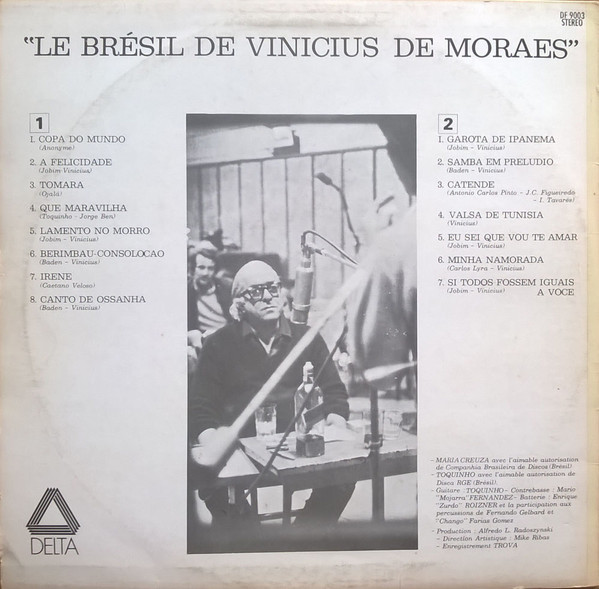 DF 9003
STEREO
"LE BRÉSIL DE VINICIUS DE MORAES"
1
1. COPA DO MUNDO
(Anonyme)
2. A FELICIDADE
(Jobim Vinicius)
3. TOMARA
(Ojalá)
4. QUE MARAVILHA
(Toquinho - Jorge Ben)
5. LAMENTO NO MORRO
(Jobim - Vinicius)
6. BERIMBAU-CONSOLOCAO
(Baden - Vinicius)
7. IRENE
(Caetano Veloso)
8. CANTO DE OSSANHA
(Baden - Vinicius)
2
1. GAROTA DE IPANEMA
(Jobim - Vinicius)
2. SAMBA EM PRELUDIO
(Baden - Vinicius)
3. CATENDE
(Antonio Carlos Pinto - J.C. Figueiredo
- I. Tavarés)
4. VALSA DE TUNISIA
(Vinicius)
5. EU SEI QUE VOU TE AMAR
(Jobim - Vinicius)
6. MINHA NAMORADA
(Carlos Lyra - Vinicius)
7. SI TODOS FOSSEM IGUAIS
(Jobim - Vinicius) A VOCE
- MARIA CREUZA avec l'aimable autorisation
de Companhia Brasileira de Discos (Brésil)
- TOQUINHO avec l'aimable autorisation de
Discos RGE (Brésil).
- Guitare : TOQUINHO - Contrebasse : Mario
"Mojarra" FERNANDEZ - Batterie : Enrique
"Zurdo" ROIZNER et la participation aux
percussions de Fernando Gelbard et
"Chango" Farias Gomez
- Production : Alfredo L. Radoszynski
- Direction Artistique : Mike Ribas
- Enregistrement TROVA
DELTA